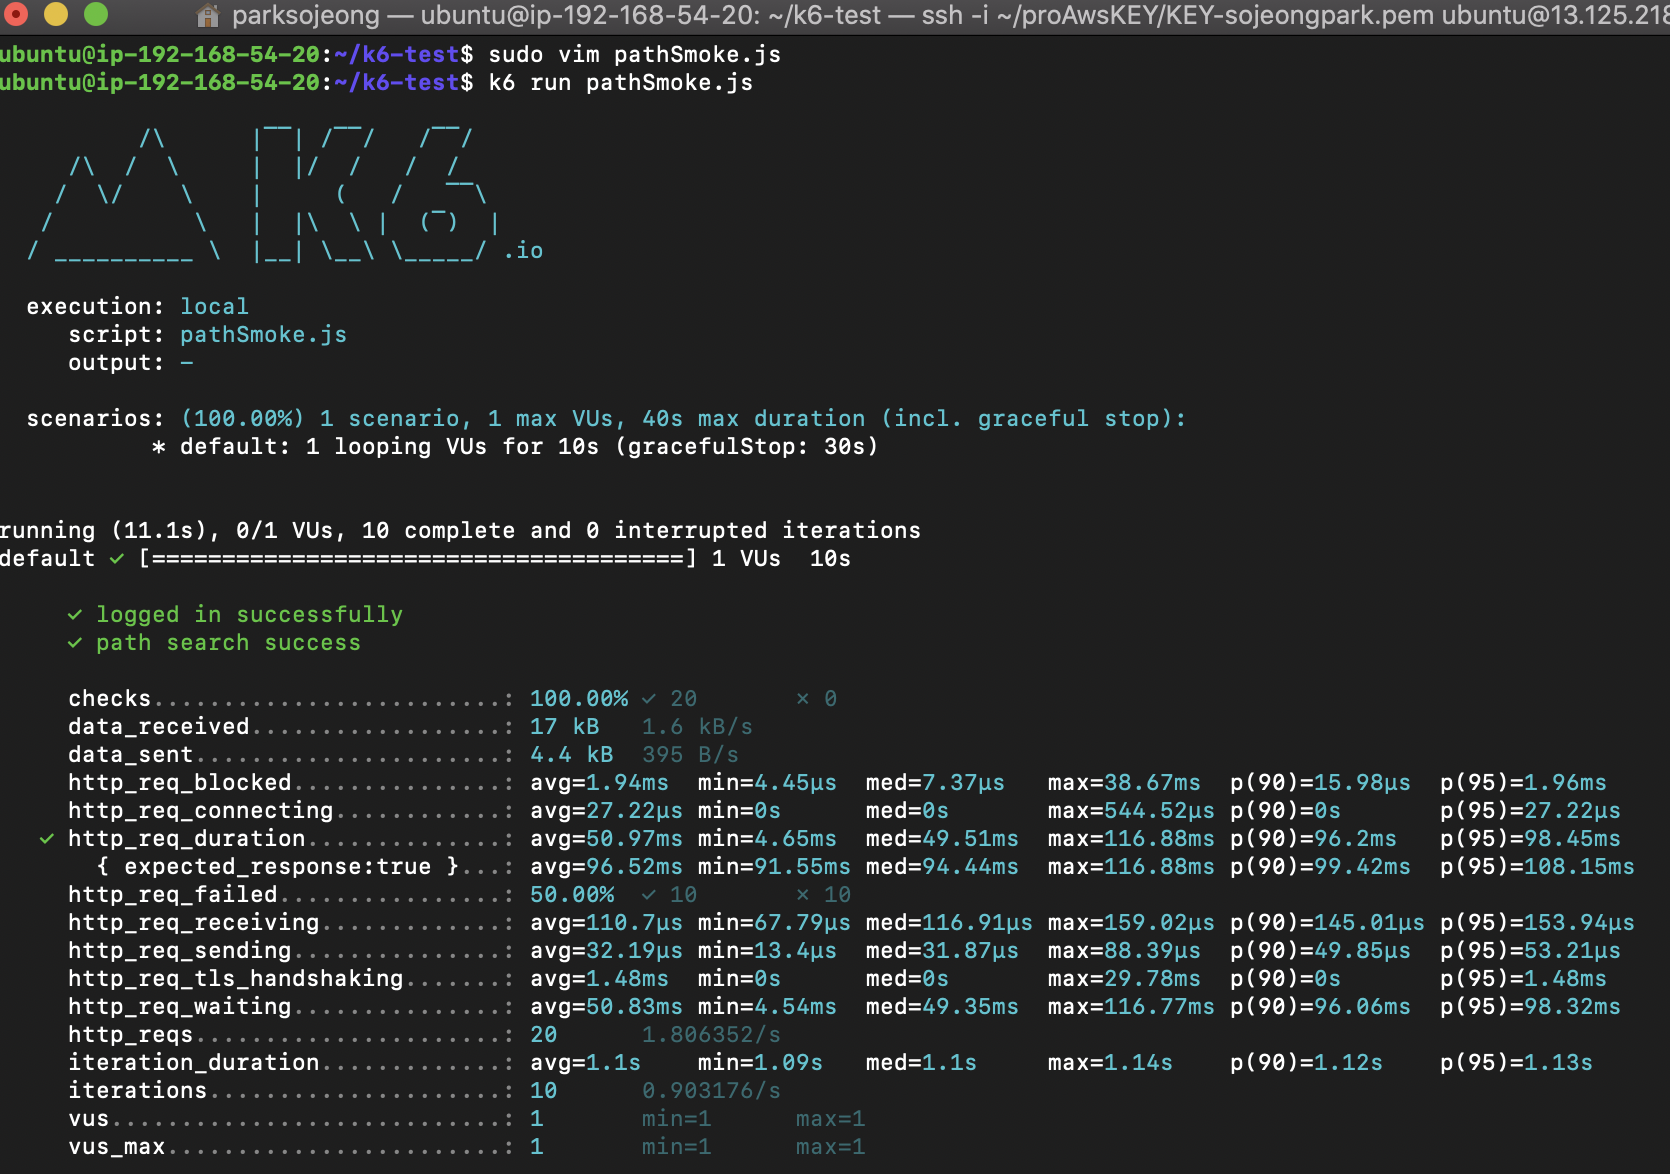 parksojeong — ubuntu@ip-192-168-54-20: ~/k6-test — ssh -i ~/proAwsKEY/KEY-sojeongpark.pem ubuntu@13.125.218
ubuntu@ip-192-168-54-20:~/k6-test$ sudo vim pathSmoke.js
ubuntu@ip-192-168-54-20:~/k6-test$ k6 run pathSmoke.js
          /\      |‾‾| /‾‾/   /‾‾/
     /\  /  \     |  |/  /   /  /
    /  \/    \    |     (   /   ‾‾\
   /          \   |  |\  \ |  (‾)  |
  / __________ \  |__| \__\ \_____/ .io
execution: local
script: pathSmoke.js
output: -
scenarios: (100.00%) 1 scenario, 1 max VUs, 40s max duration (incl. graceful stop):
* default: 1 looping VUs for 10s (gracefulStop: 30s)
running (11.1s), 0/1 VUs, 10 complete and 0 interrupted iterations
default ✓ [======================================] 1 VUs  10s
✓ logged in successfully
✓ path search success
checks.........................: 100.00% ✓ 20       ✗ 0
data_received..................: 17 kB   1.6 kB/s
data_sent......................: 4.4 kB  395 B/s
http_req_blocked...............: avg=1.94ms  min=4.45µs  med=7.37µs   max=38.67ms  p(90)=15.98µs  p(95)=1.96ms
http_req_connecting............: avg=27.22µs min=0s      med=0s       max=544.52µs p(90)=0s       p(95)=27.22µs
✓ http_req_duration..............: avg=50.97ms min=4.65ms  med=49.51ms  max=116.88ms p(90)=96.2ms   p(95)=98.45ms
{ expected_response:true }...: avg=96.52ms min=91.55ms med=94.44ms  max=116.88ms p(90)=99.42ms  p(95)=108.15ms
http_req_failed................: 50.00%  ✓ 10       ✗ 10
http_req_receiving.............: avg=110.7µs min=67.79µs med=116.91µs max=159.02µs p(90)=145.01µs p(95)=153.94µs
http_req_sending...............: avg=32.19µs min=13.4µs  med=31.87µs  max=88.39µs  p(90)=49.85µs  p(95)=53.21µs
http_req_tls_handshaking.......: avg=1.48ms  min=0s      med=0s       max=29.78ms  p(90)=0s       p(95)=1.48ms
http_req_waiting...............: avg=50.83ms min=4.54ms  med=49.35ms  max=116.77ms p(90)=96.06ms  p(95)=98.32ms
http_reqs......................: 20      1.806352/s
iteration_duration.............: avg=1.1s    min=1.09s   med=1.1s     max=1.14s    p(90)=1.12s    p(95)=1.13s
iterations.....................: 10      0.903176/s
vus............................: 1       min=1      max=1
vus_max........................: 1       min=1      max=1